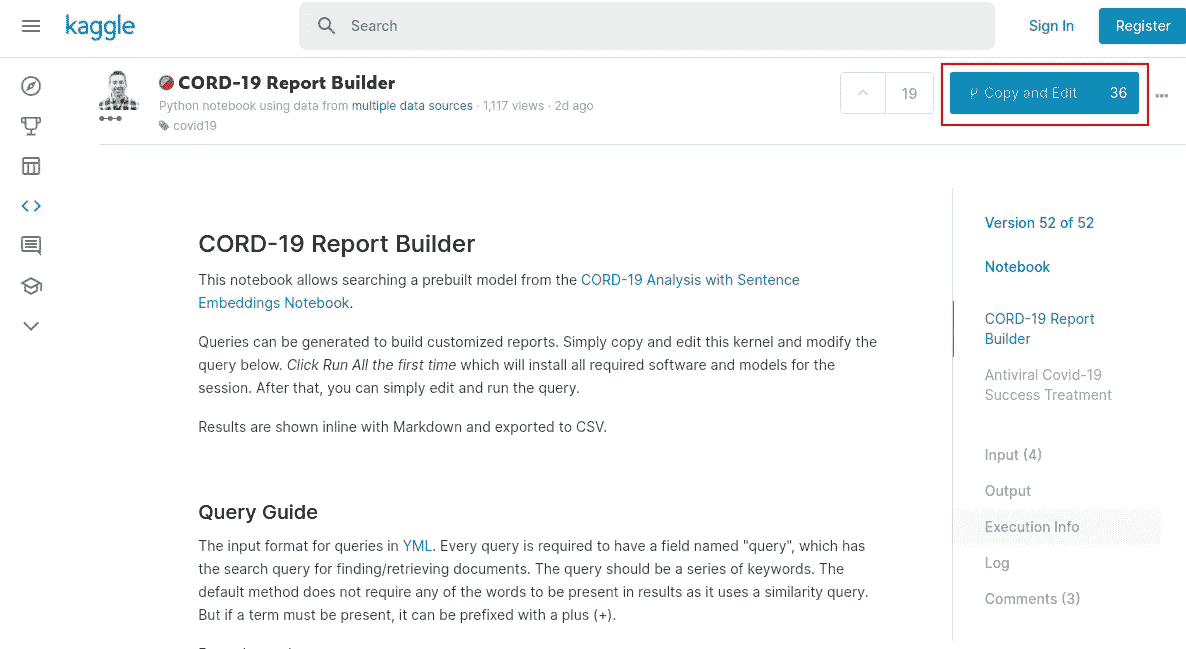 kaggle
Search
Sign In
Register
CORD-19 Report Builder
Python notebook using data from multiple data sources · 1,117 views · 2d ago
covid19
19
Copy and Edit
36
CORD-19 Report Builder
This notebook allows searching a prebuilt model from the CORD-19 Analysis with Sentence
Embeddings Notebook.
Queries can be generated to build customized reports. Simply copy and edit this kernel and modify the
query below. Click Run All the first time which will install all required software and models for the
session. After that, you can simply edit and run the query.
Results are shown inline with Markdown and exported to CSV.
Query Guide
The input format for queries in YML. Every query is required to have a field named "query", which has
the search query for finding/retrieving documents. The query should be a series of keywords. The
default method does not require any of the words to be present in results as it uses a similarity query.
But if a term must be present, it can be prefixed with a plus (+).
Version 52 of 52
Notebook
CORD-19 Report
Builder
Antiviral Covid-19
Success Treatment
Input (4)
Output
Execution Info
Log
Comments (3)